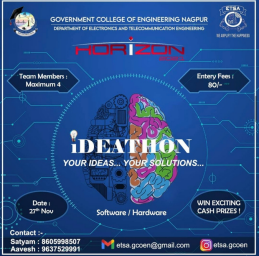 GOVERNMENT COLLEGE OF ENGINEERING NAGPUR
DEPARTMENT OF ELECTRONICS AND TELECOMMUNICATION ENGINEERING
ETSA
HORIZON
Team Members :
Maximum 4
Entery Fees :
80/-
iDEATHON
YOUR IDEAS... YOUR SOLUTIONS...
Date :
27th Nov
Software / Hardware
WIN EXCITING
CASH PRIZES !
Contact :-
Satyam : 8605998507
Aavesh : 9637529991
etsa.gcoen@gmail.com
etsa.gcoen